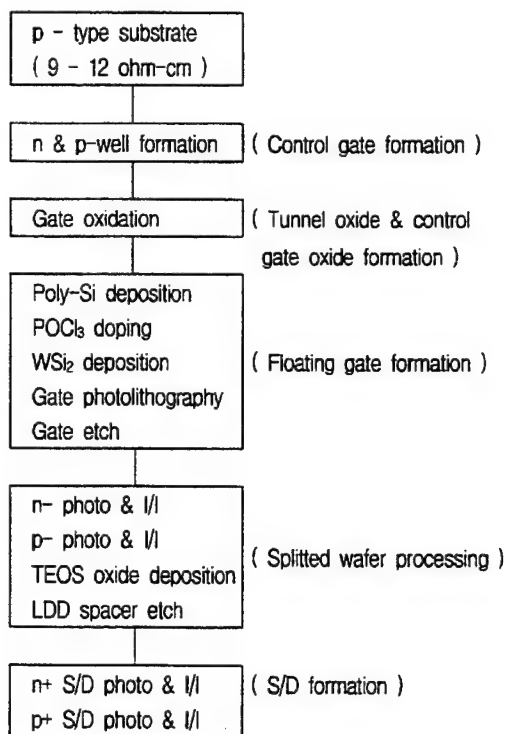 p - type substrate
( 9 - 12 ohm-cm )
n & p-well formation ( Control gate formation )
Gate oxidation ( Tunnel oxide & control
gate oxide formation )
Poly-Si deposition
POCl₃ doping
WSi₂ deposition ( Floating gate formation )
Gate photolithography
Gate etch
n- photo & I/I
p- photo & I/I
TEOS oxide deposition ( Splitted wafer processing )
LDD spacer etch
n+ S/D photo & I/I ( S/D formation )
p+ S/D photo & I/I